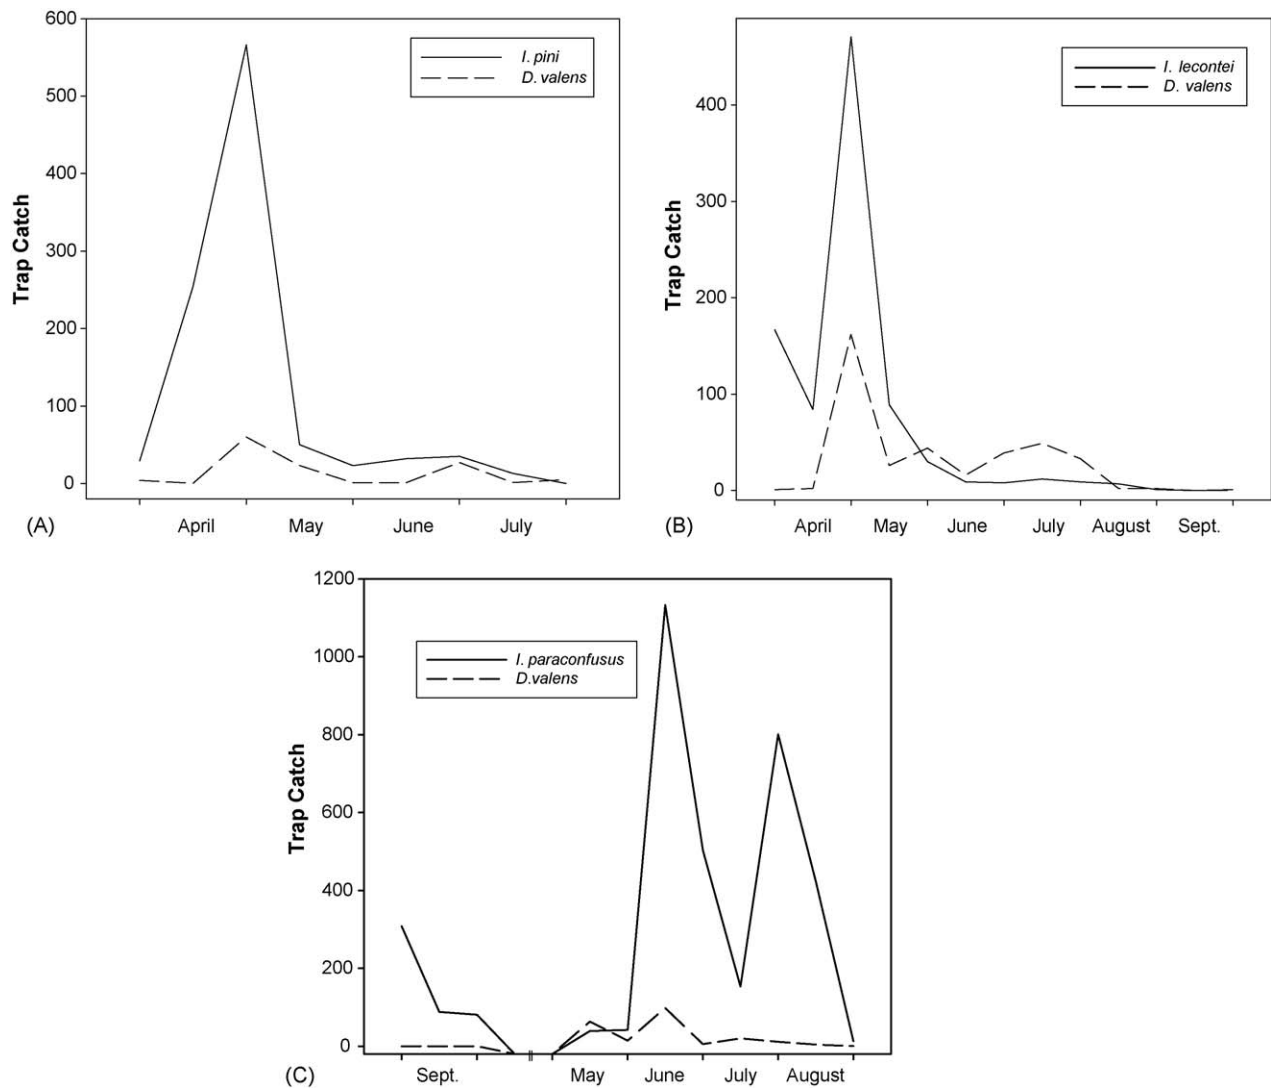 600
500
400
300
200
100
0
Trap Catch
I. pini
D. valens
April
May
June
July
(A)
400
300
200
100
0
Trap Catch
I. lecontei
D. valens
April
May
June
July
August
Sept.
(B)
1200
1000
800
600
400
200
0
Trap Catch
I. paraconfusus
D.valens
Sept.
May
June
July
August
(C)